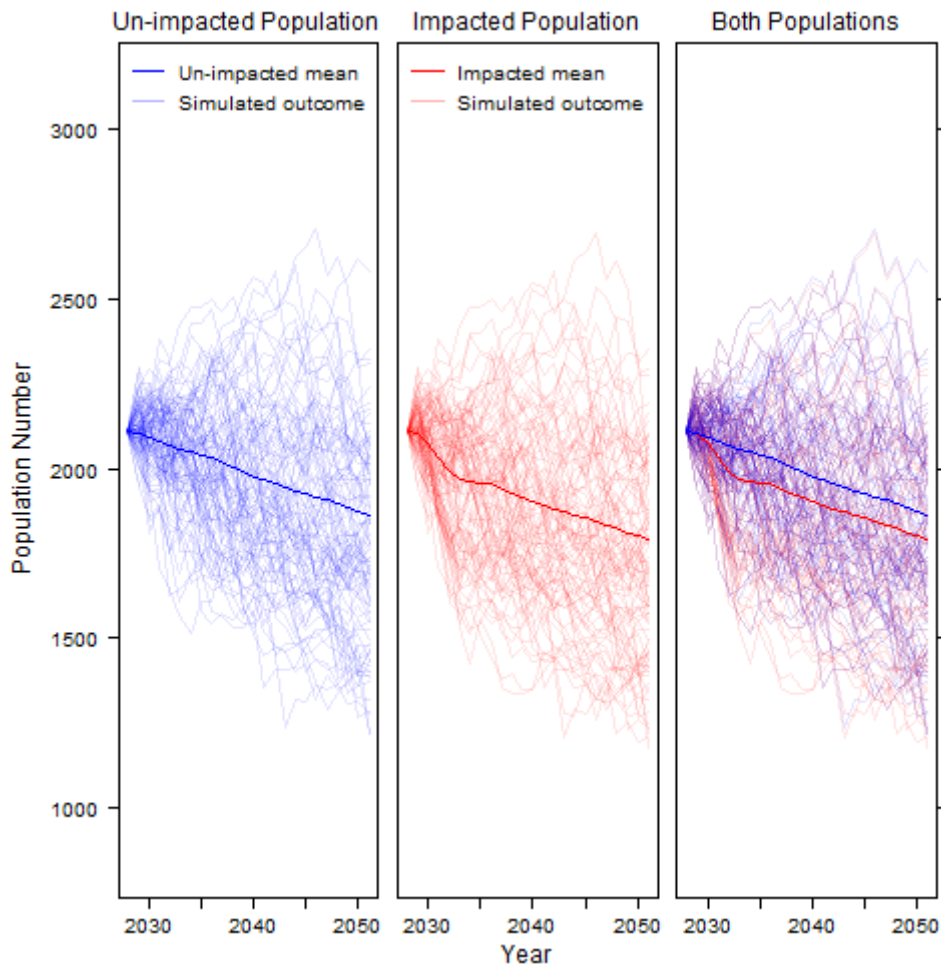 Un-impacted Population
Impacted Population
Both Populations
Un-impacted mean
Simulated outcome
Impacted mean
Simulated outcome
3000
2500
2000
1500
1000
Population Number
2030
2040
2050
2030
2040
2050
2030
2040
2050
Year